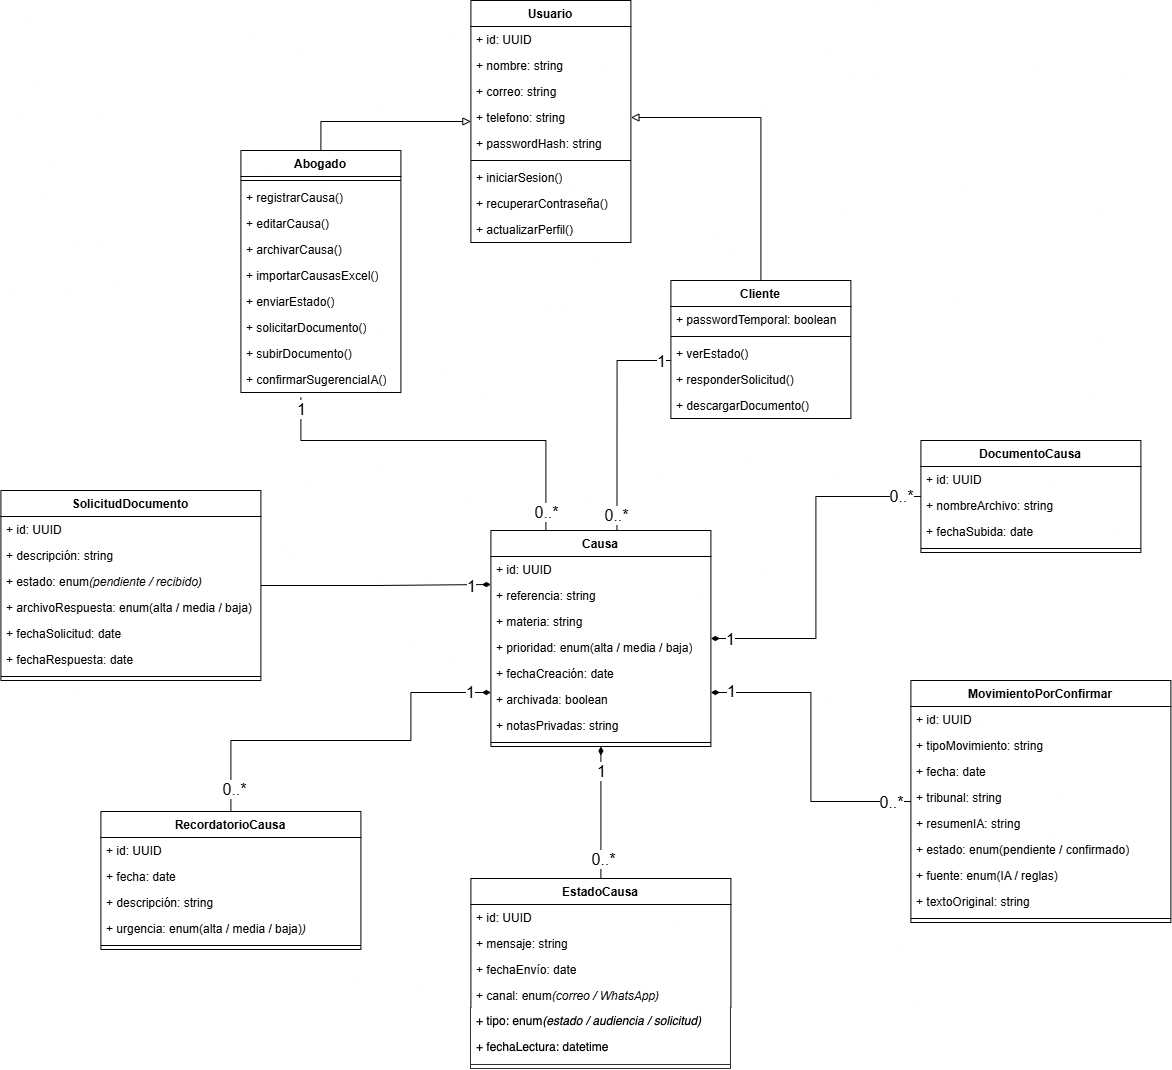 Usuario
+ id: UUID
+ nombre: string
+ correo: string
+ telefono: string
+ passwordHash: string
+ iniciarSesion()
+ recuperarContraseña()
+ actualizarPerfil()
Abogado
+ registrarCausa()
+ editarCausa()
+ archivarCausa()
+ importarCausasExcel()
+ enviarEstado()
+ solicitarDocumento()
+ subirDocumento()
+ confirmarSugerenciaIA()
1
Cliente
+ passwordTemporal: boolean
+ verEstado()
+ responderSolicitud()
+ descargarDocumento()
1
0..*
0..*
SolicitudDocumento
+ id: UUID
+ descripción: string
+ estado: enum(pendiente / recibido)
+ archivoRespuesta: enum(alta / media / baja)
+ fechaSolicitud: date
+ fechaRespuesta: date
1
Causa
+ id: UUID
+ referencia: string
+ materia: string
+ prioridad: enum(alta / media / baja)
+ fechaCreación: date
+ archivada: boolean
+ notasPrivadas: string
DocumentoCausa
+ id: UUID
+ nombreArchivo: string
+ fechaSubida: date
0..*
1
1
1
1
MovimientoPorConfirmar
+ id: UUID
+ tipoMovimiento: string
+ fecha: date
+ tribunal: string
+ resumenIA: string
+ estado: enum(pendiente / confirmado)
+ fuente: enum(IA / reglas)
+ textoOriginal: string
0..*
0..*
RecordatorioCausa
+ id: UUID
+ fecha: date
+ descripción: string
+ urgencia: enum(alta / media / baja))
0..*
EstadoCausa
+ id: UUID
+ mensaje: string
+ fechaEnvío: date
+ canal: enum(correo / WhatsApp)
+ tipo: enum(estado / audiencia / solicitud)
+ fechaLectura: datetime